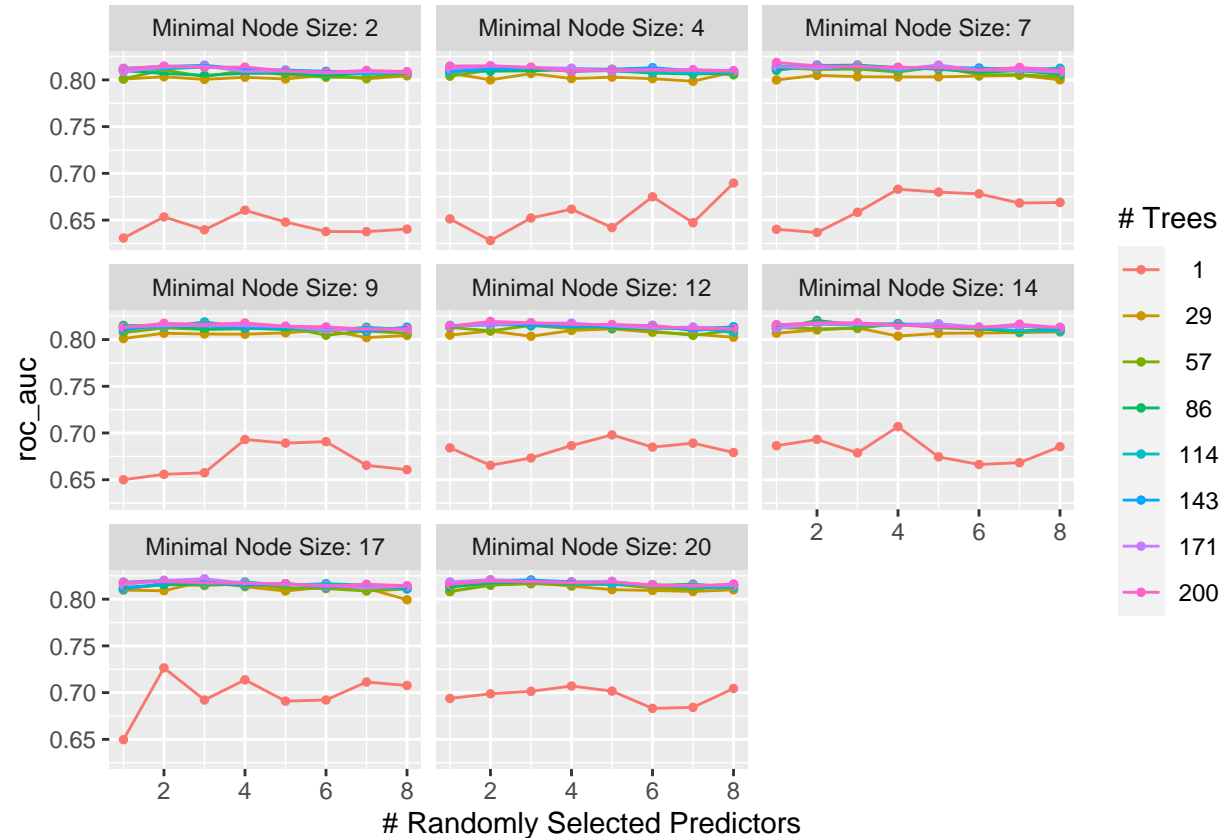 Minimal Node Size: 2 Minimal Node Size: 4 Minimal Node Size: 7
0.80
0.75
0.70
0.65
Minimal Node Size: 9 Minimal Node Size: 12 Minimal Node Size: 14
0.80
0.75
0.70
0.65
2 4 6 8
Minimal Node Size: 17 Minimal Node Size: 20
0.80
0.75
0.70
0.65
2 4 6 8 2 4 6 8
# Randomly Selected Predictors
roc_auc
# Trees
1
29
57
86
114
143
171
200